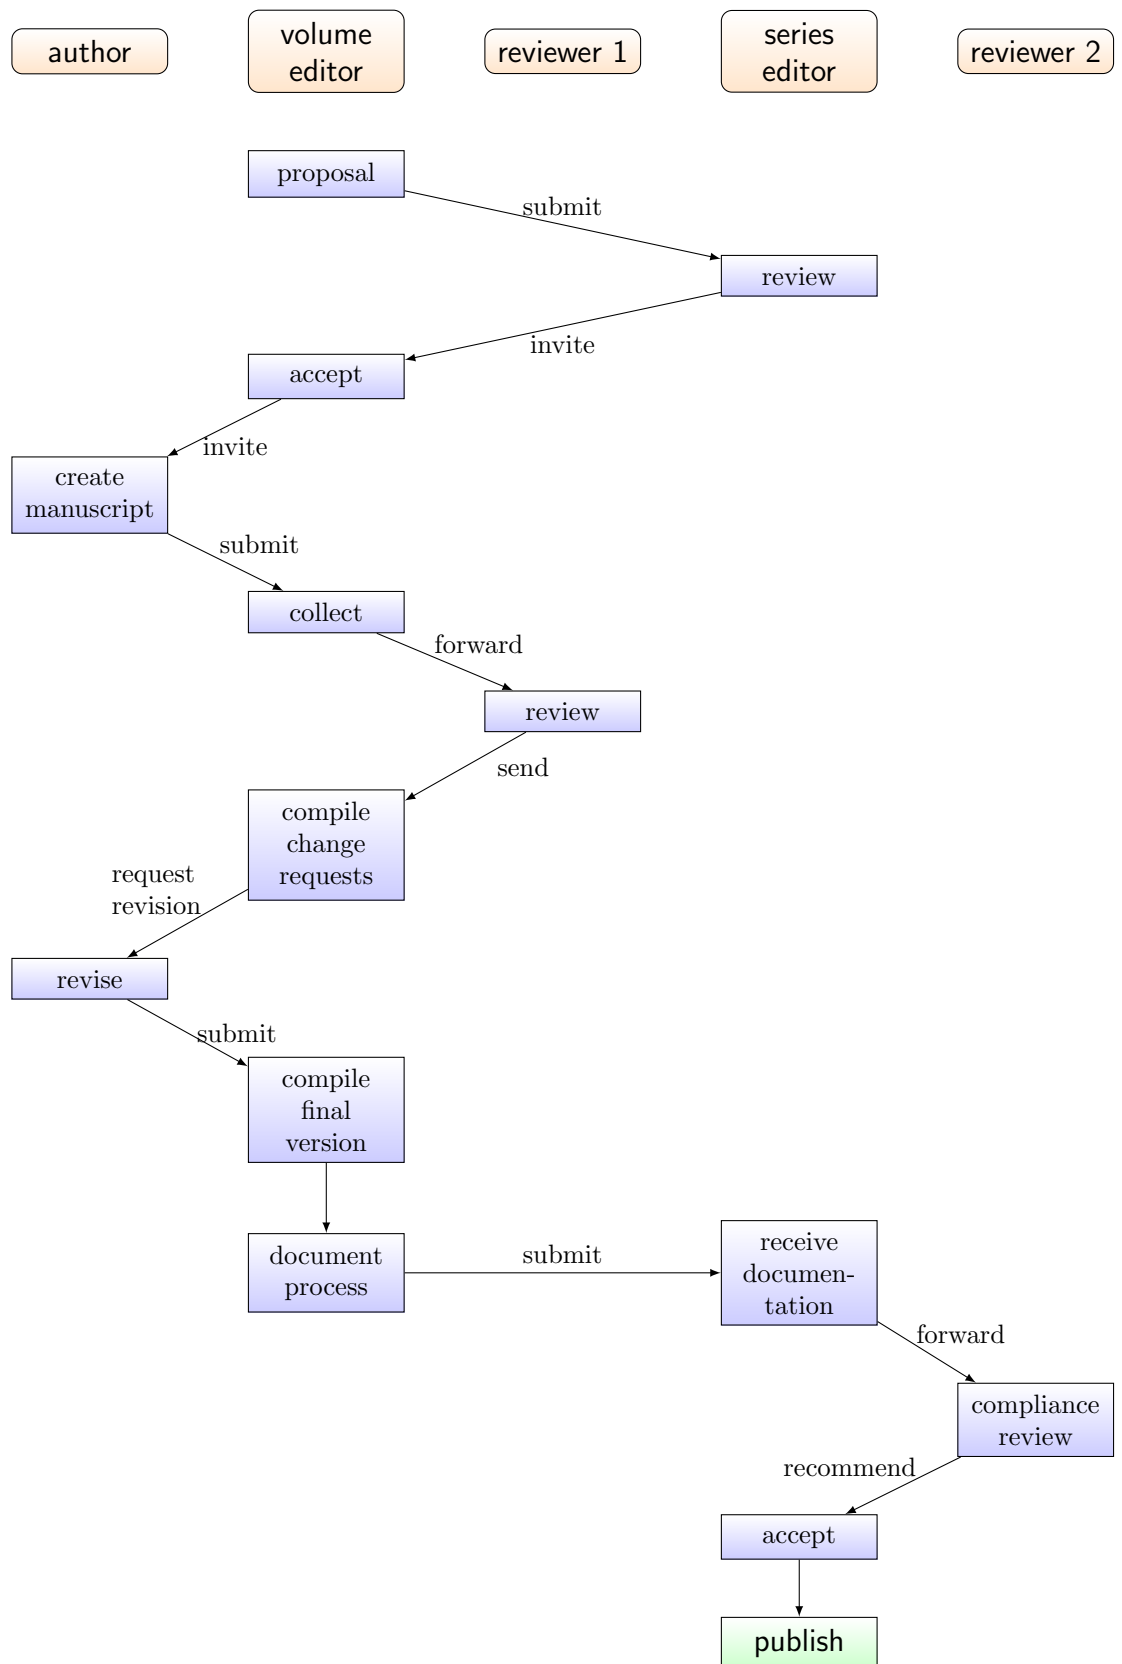 author
volume
editor
reviewer 1
series
editor
reviewer 2
proposal
submit
review
invite
accept
invite
create
manuscript
submit
collect
forward
review
send
compile
change
requests
request
revision
revise
submit
compile
final
version
document
process
submit
receive
documen-
tation
forward
compliance
review
recommend
accept
publish